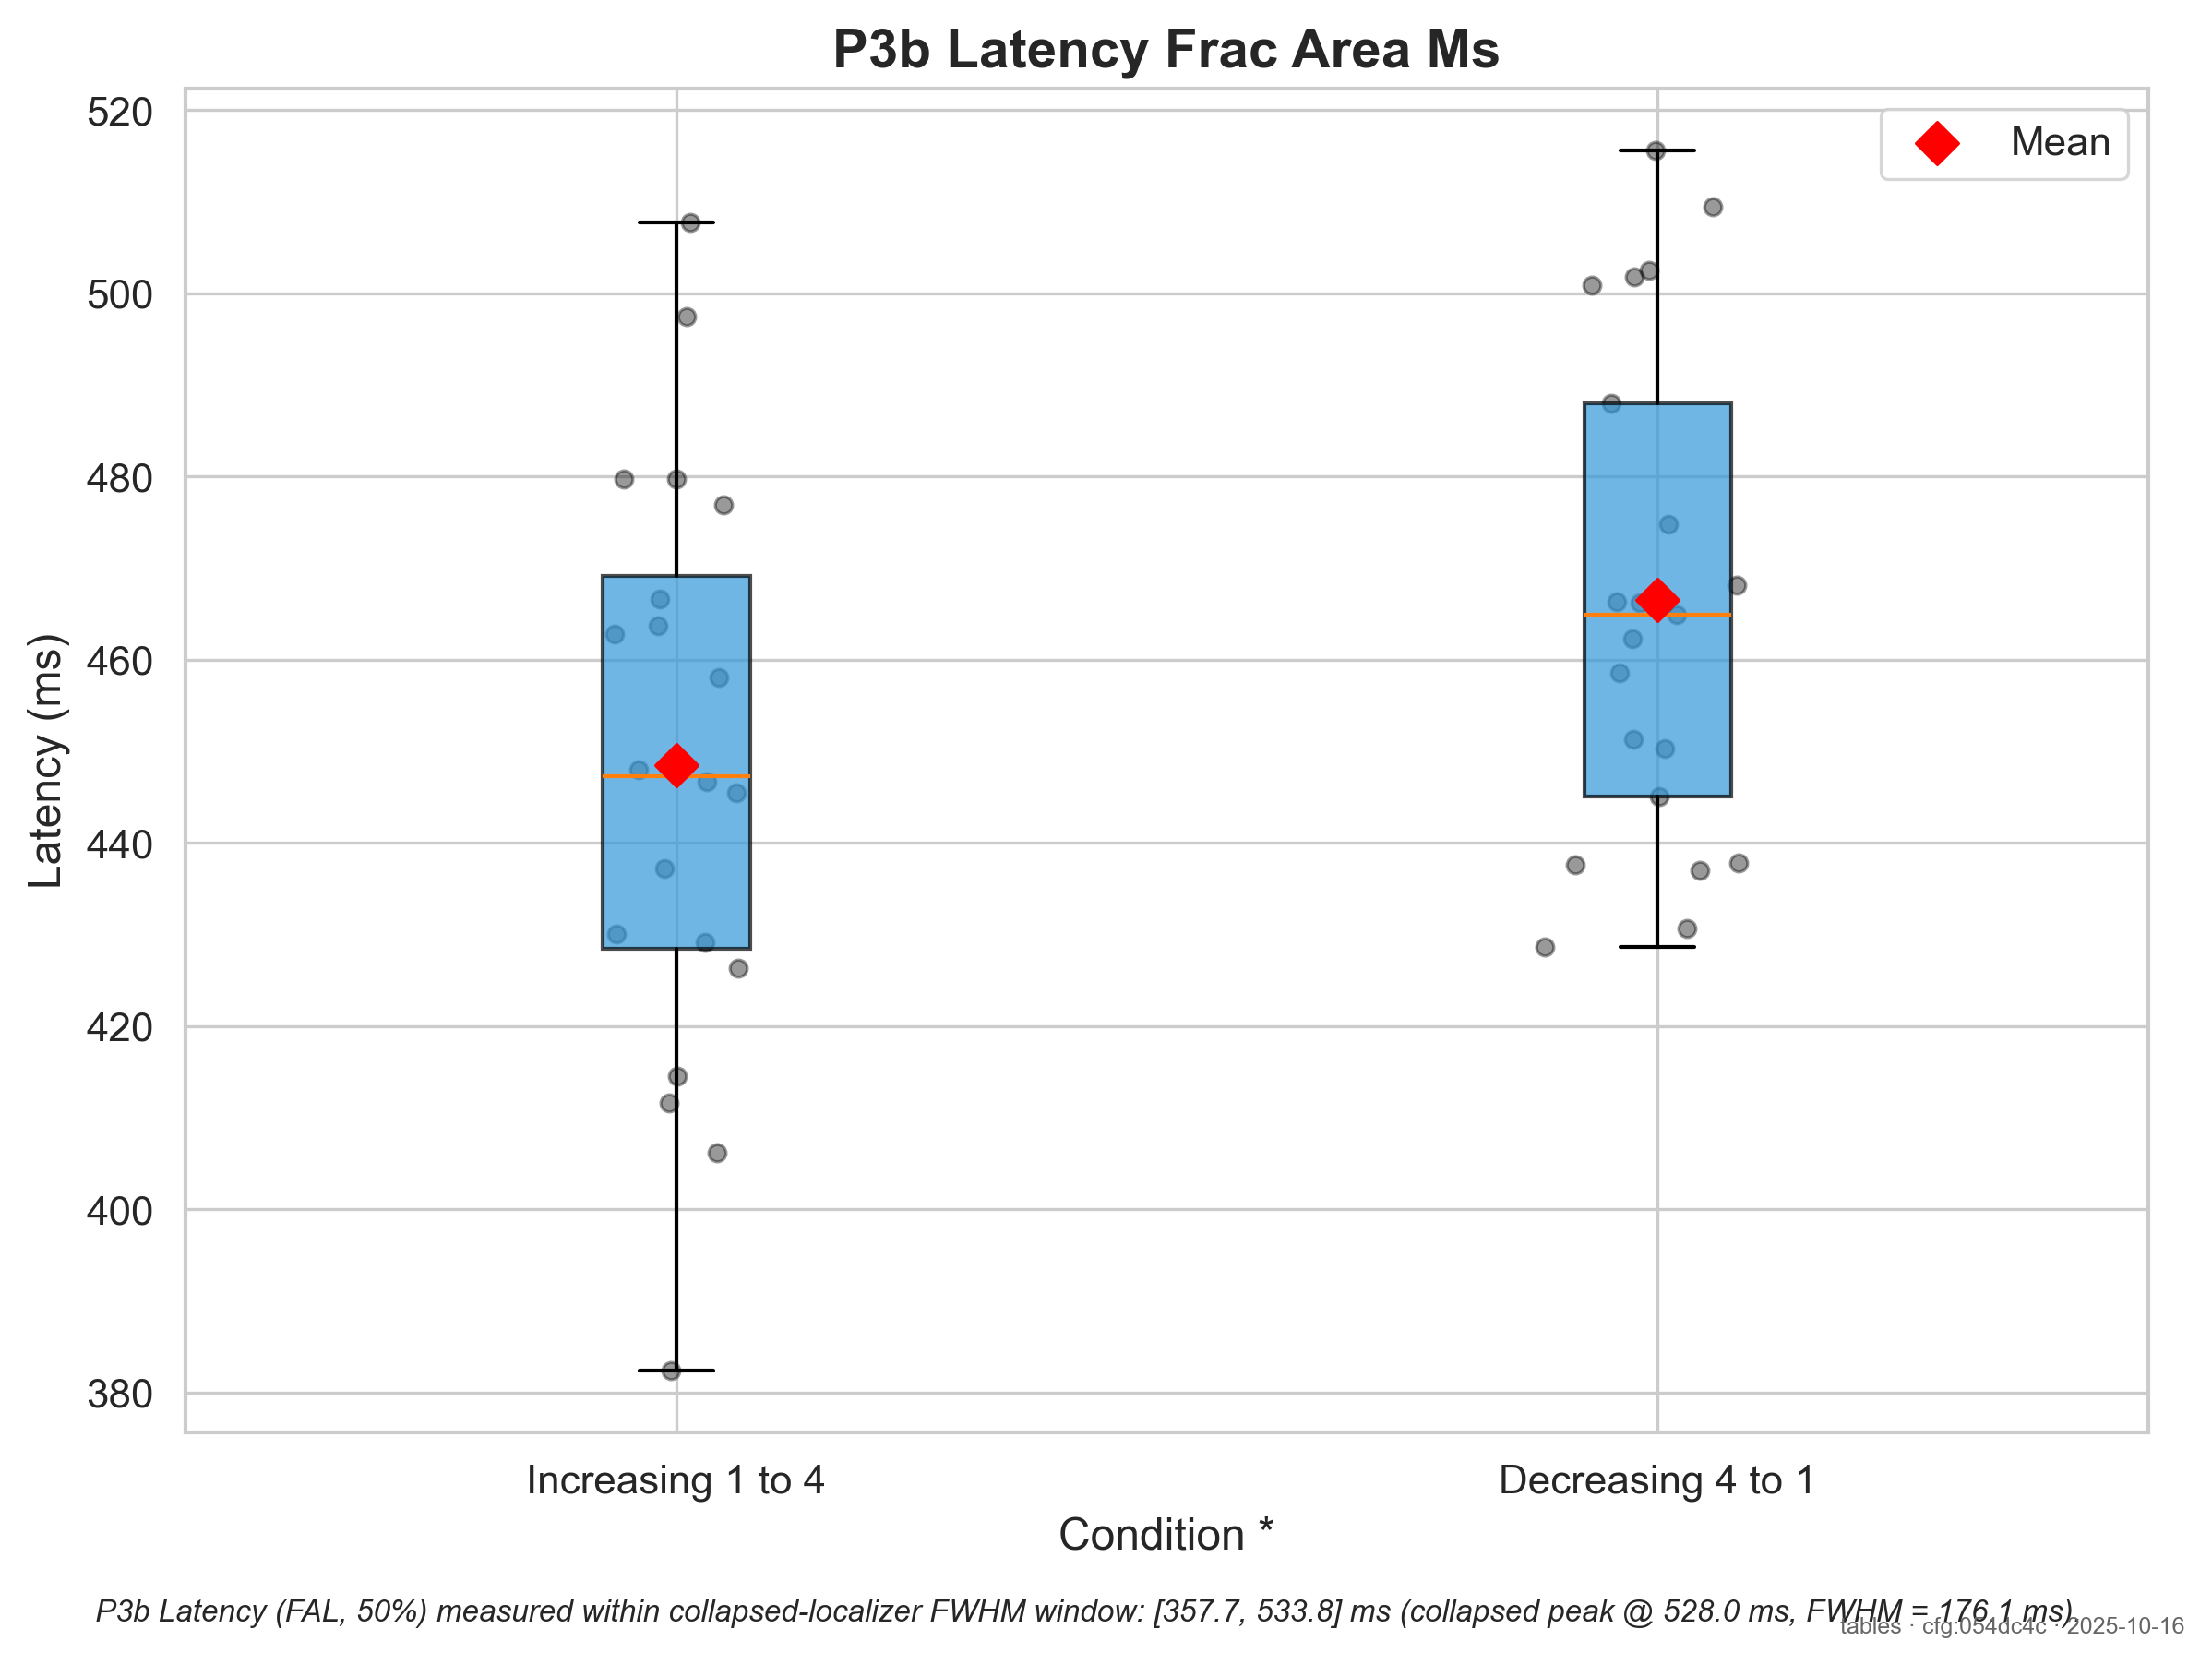 P3b Latency Frac Area Ms
520
500
480
460
440
420
400
380
Latency (ms)
Mean
Increasing 1 to 4
Decreasing 4 to 1
Condition *
P3b Latency (FAL, 50%) measured within collapsed-localizer FWHM window: [357.7, 533.8] ms (collapsed peak @ 528.0 ms, FWHM = 176.1 ms).
tables · cfg:054dc4c · 2025-10-16